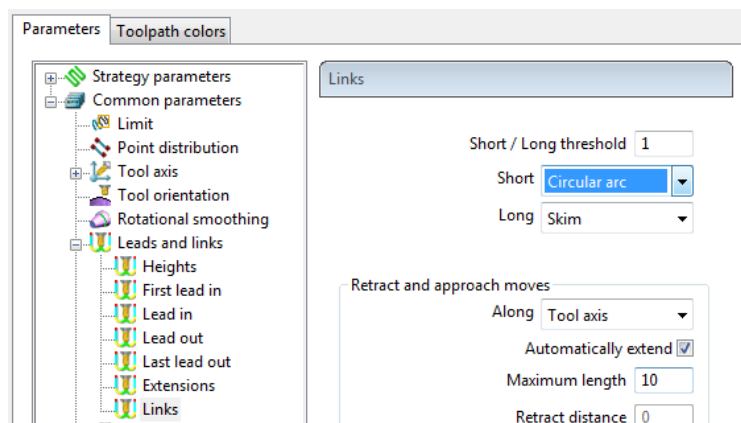 Parameters
Toolpath colors
Strategy parameters
Common parameters
Limit
Point distribution
Tool axis
Tool orientation
Rotational smoothing
Leads and links
Heights
First lead in
Lead in
Lead out
Last lead out
Extensions
Links
Links
Short / Long threshold 1
Short Circular arc
Long Skim
Retract and approach moves
Along Tool axis
Automatically extend
Maximum length 10
Retract distance 0